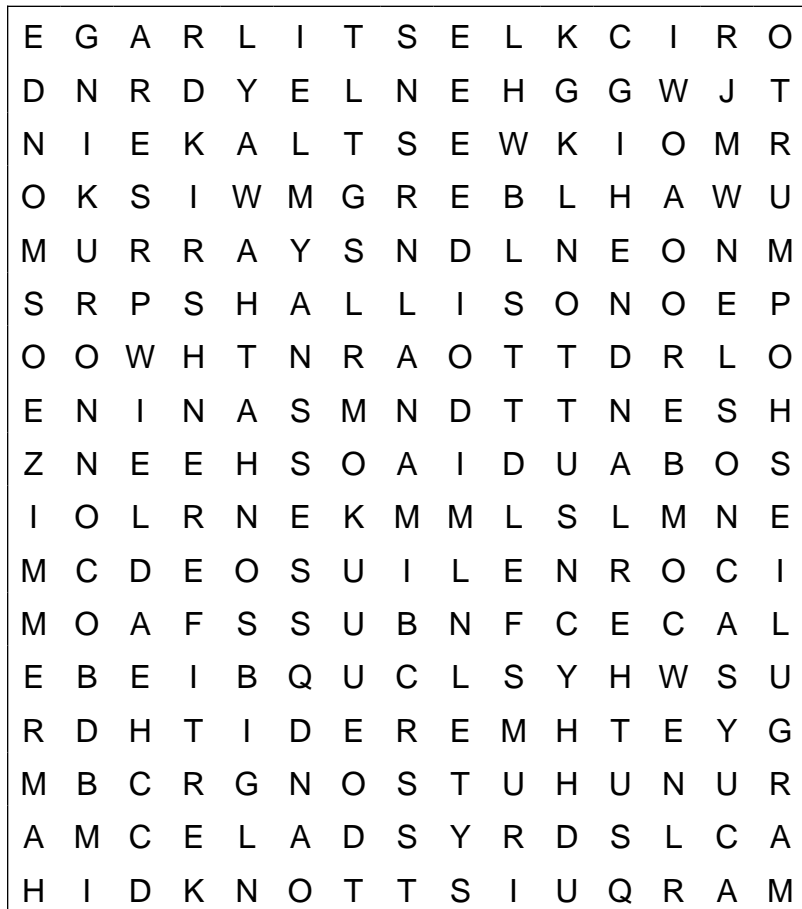 E G A R L I T S E L K C I R O
D N R D Y E L N E H G G W J T
N I E K A L T S E W K I O M R
O K S I W M G R E B L H A W U
M U R R A Y S N D L N E O N M
S R P S H A L L I S O N O E P
O O W H T N R A O T T D R L O
E N I N A S M N D T T N E S H
Z N E E H S O A I D U A B O S
I O L R N E K M M L S L M N E
M C D E O S U I L E N R O C I
M O A F S S U B N F C E C A L
E B E I B Q U C L S Y H W S U
R D H T I D E R E M H T E Y G
M B C R G N O S T U H U N U R
A M C E L A D S Y R D S L C A
H I D K N O T T S I U Q R A M